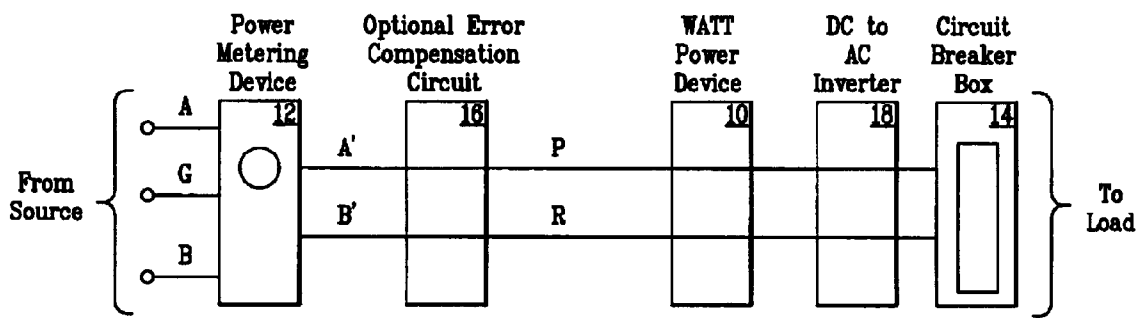 Power
Metering
Device
Optional Error
Compensation
Circuit
WATT
Power
Device
DC to
AC
Inverter
Circuit
Breaker
Box
12
16
10
18
14
A
G
B
A'
B'
P
R
From
Source
To
Load